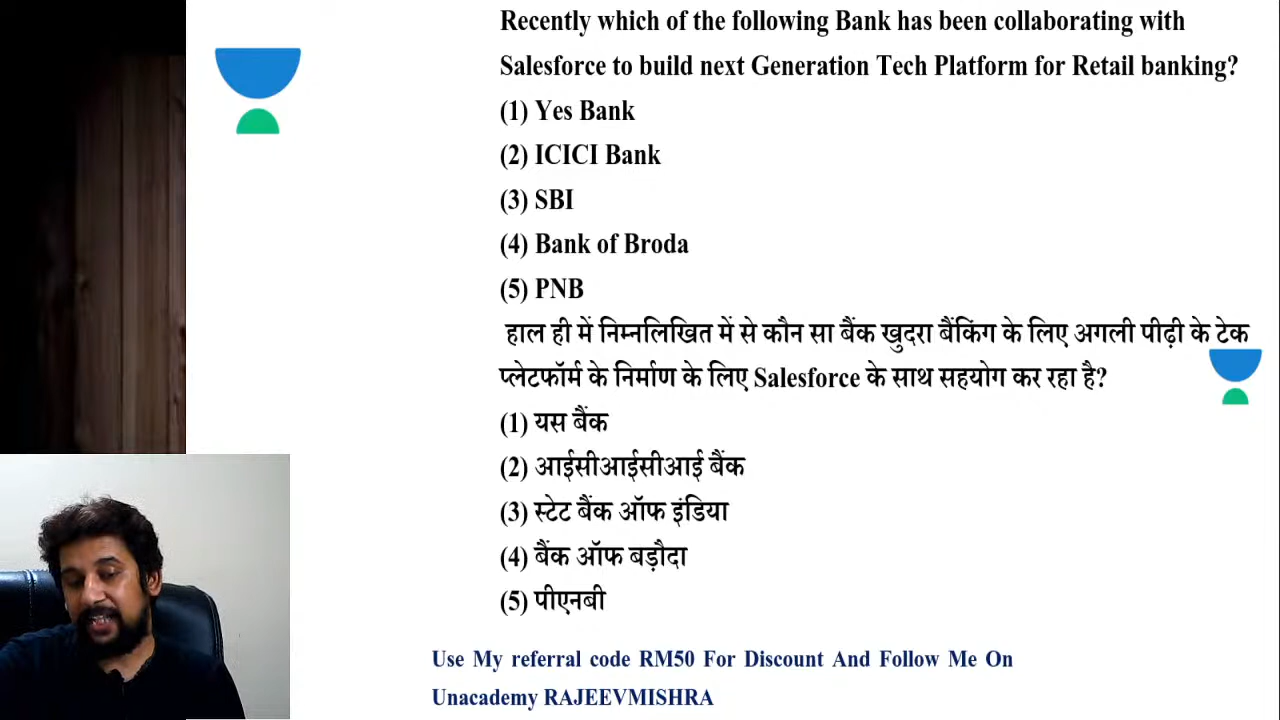 Recently which of the following Bank has been collaborating with
Salesforce to build next Generation Tech Platform for Retail banking?
(1) Yes Bank
(2) ICICI Bank
(3) SBI
(4) Bank of Broda
(5) PNB
हाल ही में निम्नलिखित में से कौन सा बैंक खुदरा बैंकिंग के लिए अगली पीढ़ी के टेक
प्लेटफॉर्म के निर्माण के लिए Salesforce के साथ सहयोग कर रहा है?
(1) यस बैंक
(2) आईसीआईसीआई बैंक
(3) स्टेट बैंक ऑफ इंडिया
(4) बैंक ऑफ बड़ौदा
(5) पीएनबी
Use My referral code RM50 For Discount And Follow Me On
Unacademy RAJEEVMISHRA